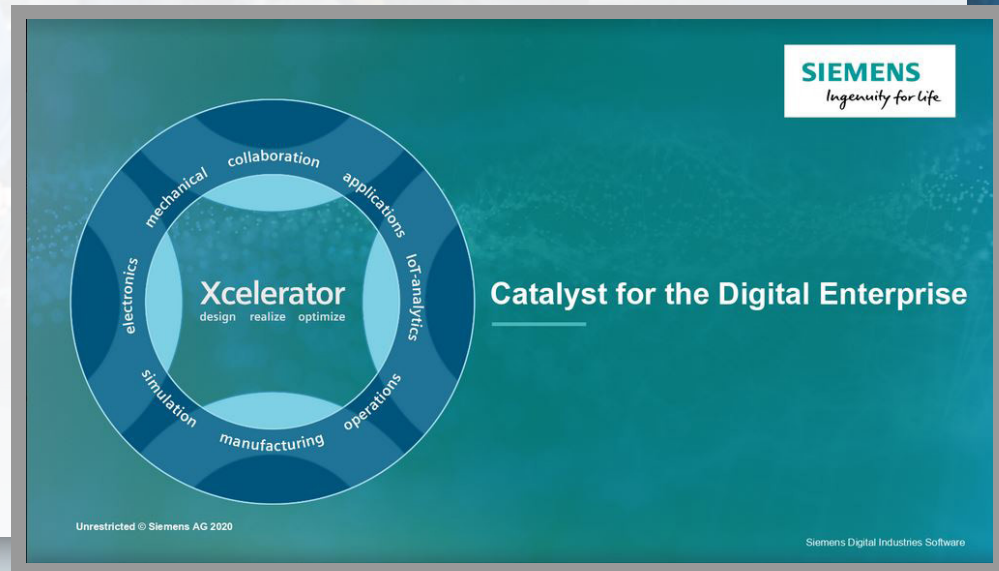 SIEMENS
Ingenuity for life
collaboration
applications
IoT-analytics
operations
manufacturing
simulation
electronics
mechanical
Xcelerator
design realize optimize
Catalyst for the Digital Enterprise
Unrestricted © Siemens AG 2020
Siemens Digital Industries Software